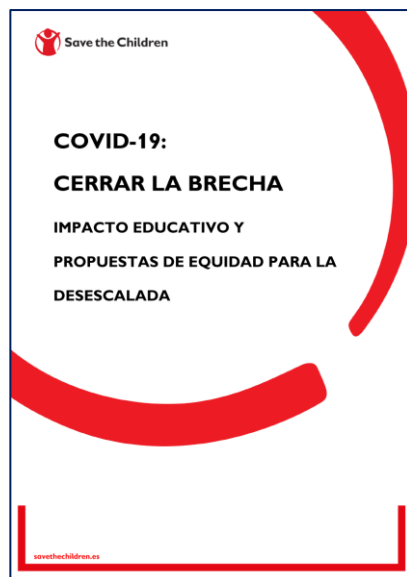 Save the Children
COVID-19:
CERRAR LA BRECHA
IMPACTO EDUCATIVO Y
PROPUESTAS DE EQUIDAD PARA LA
DESESCALADA
savethechildren.es